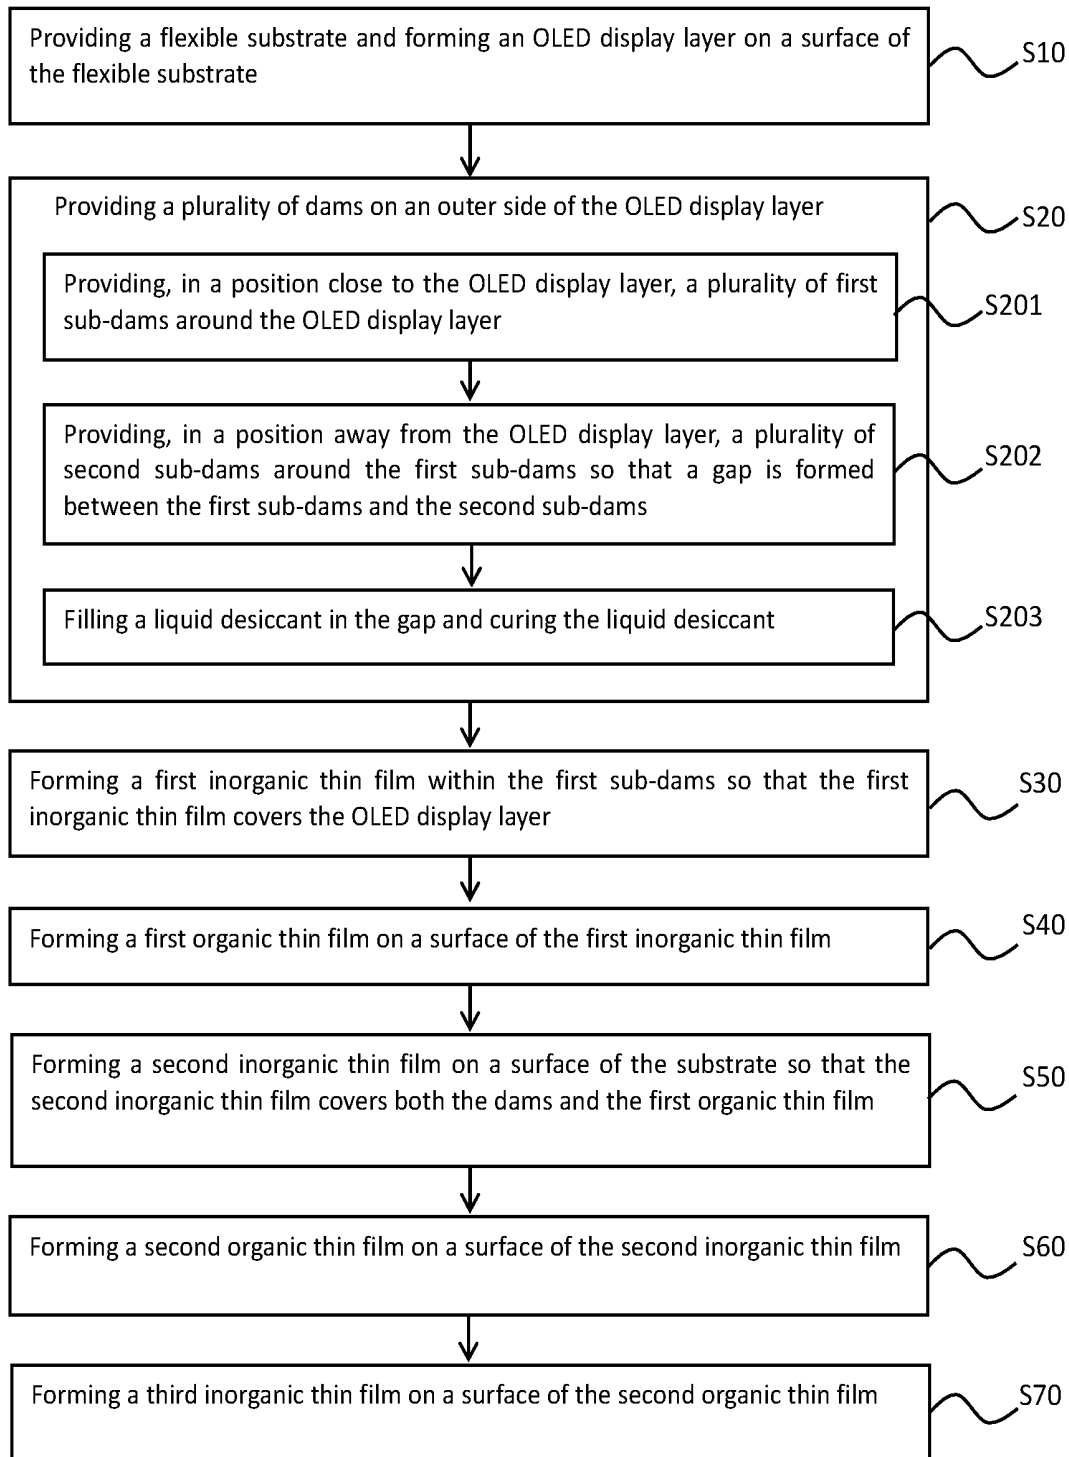 Providing a flexible substrate and forming an OLED display layer on a surface of
the flexible substrate
S10
Providing a plurality of dams on an outer side of the OLED display layer
S20
Providing, in a position close to the OLED display layer, a plurality of first
sub-dams around the OLED display layer
S201
Providing, in a position away from the OLED display layer, a plurality of
second sub-dams around the first sub-dams so that a gap is formed
between the first sub-dams and the second sub-dams
S202
Filling a liquid desiccant in the gap and curing the liquid desiccant
S203
Forming a first inorganic thin film within the first sub-dams so that the first
inorganic thin film covers the OLED display layer
S30
Forming a first organic thin film on a surface of the first inorganic thin film
S40
Forming a second inorganic thin film on a surface of the substrate so that the
second inorganic thin film covers both the dams and the first organic thin film
S50
Forming a second organic thin film on a surface of the second inorganic thin film
S60
Forming a third inorganic thin film on a surface of the second organic thin film
S70